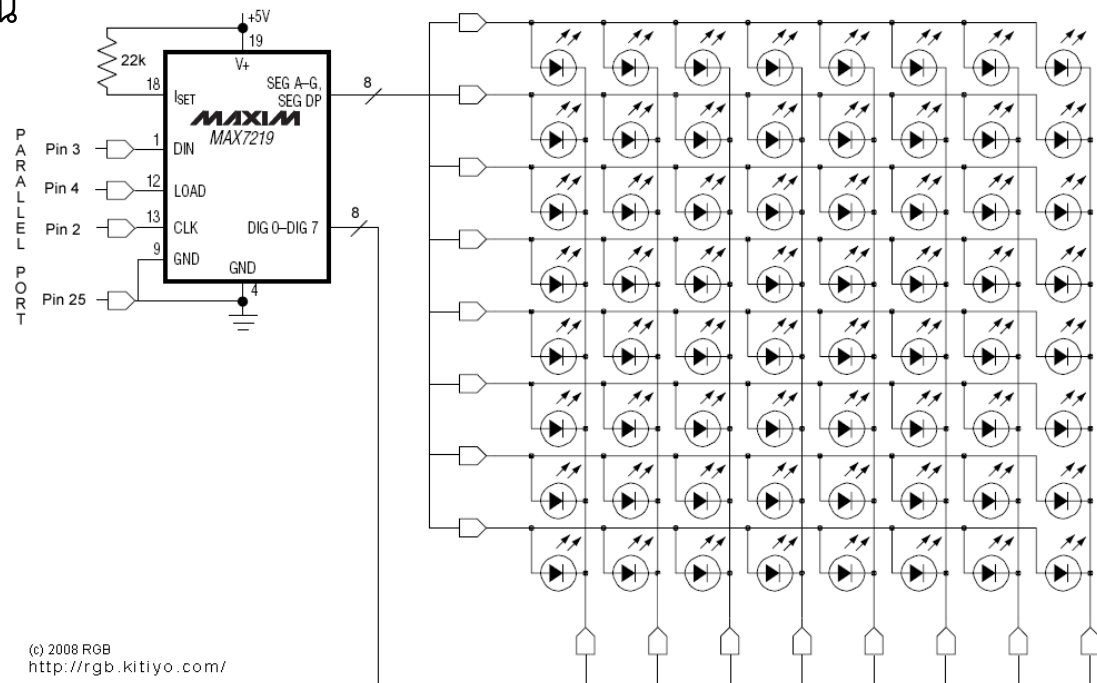 +5V
19
22k
V+
18
ISET
SEG A–G,
SEG DP
8
MAXIM
MAX7219
PARALLEL PORT
Pin 3
1
DIN
Pin 4
12
LOAD
Pin 2
13
CLK
DIG 0–DIG 7
8
9
GND
GND
4
Pin 25
(c) 2008 RGB
http://rgb.kitiyo.com/